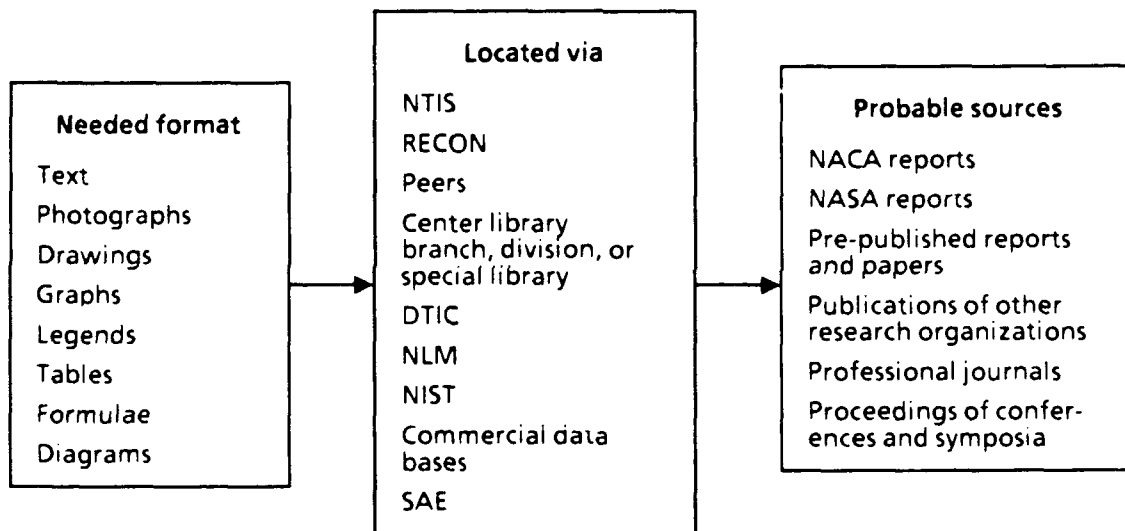 Needed format
Text
Photographs
Drawings
Graphs
Legends
Tables
Formulae
Diagrams
Located via
NTIS
RECON
Peers
Center library
branch, division, or
special library
DTIC
NLM
NIST
Commercial data
bases
SAE
Probable sources
NACA reports
NASA reports
Pre-published reports
and papers
Publications of other
research organizations
Professional journals
Proceedings of confer-
ences and symposia